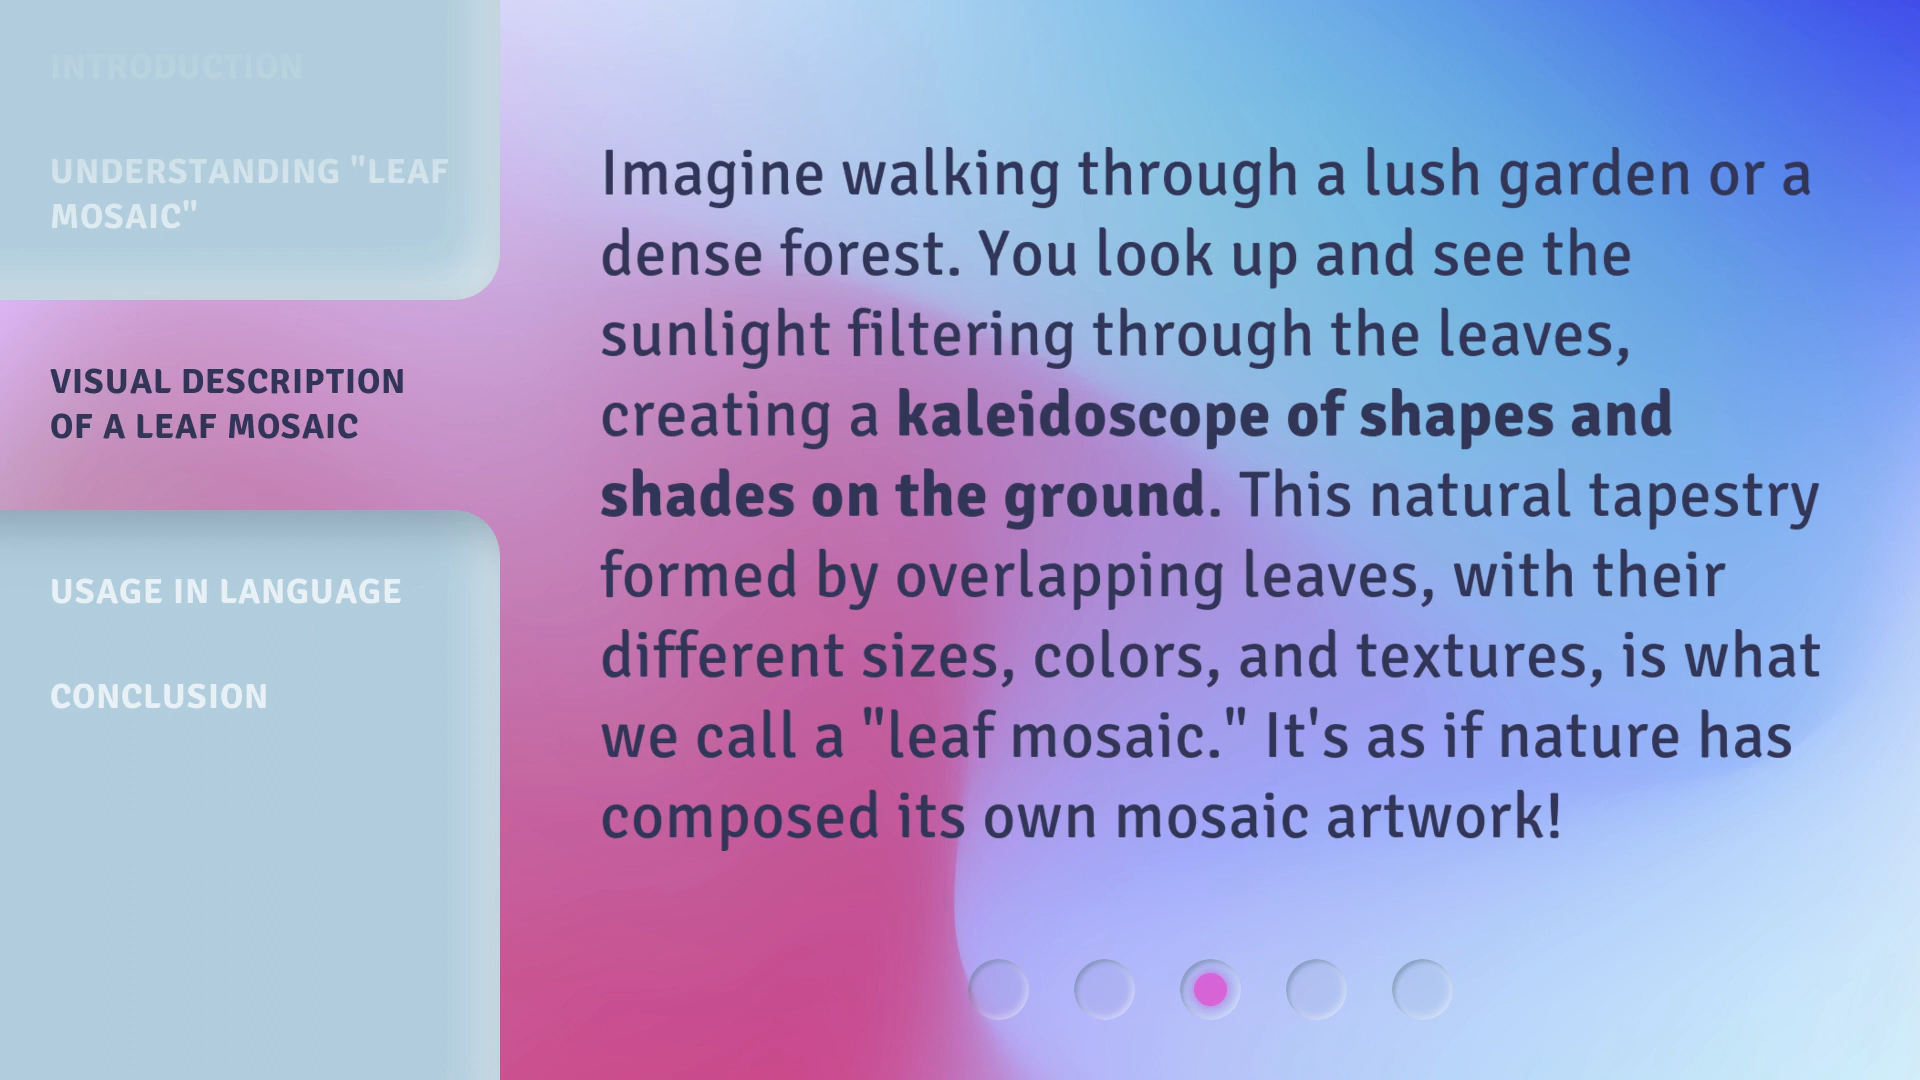 INTRODUCTION
UNDERSTANDING "LEAF
MOSAIC"
VISUAL DESCRIPTION
OF A LEAF MOSAIC
USAGE IN LANGUAGE
CONCLUSION
Imagine walking through a lush garden or a
dense forest. You look up and see the
sunlight filtering through the leaves,
creating a kaleidoscope of shapes and
shades on the ground. This natural tapestry
formed by overlapping leaves, with their
different sizes, colors, and textures, is what
we call a "leaf mosaic." It's as if nature has
composed its own mosaic artwork!